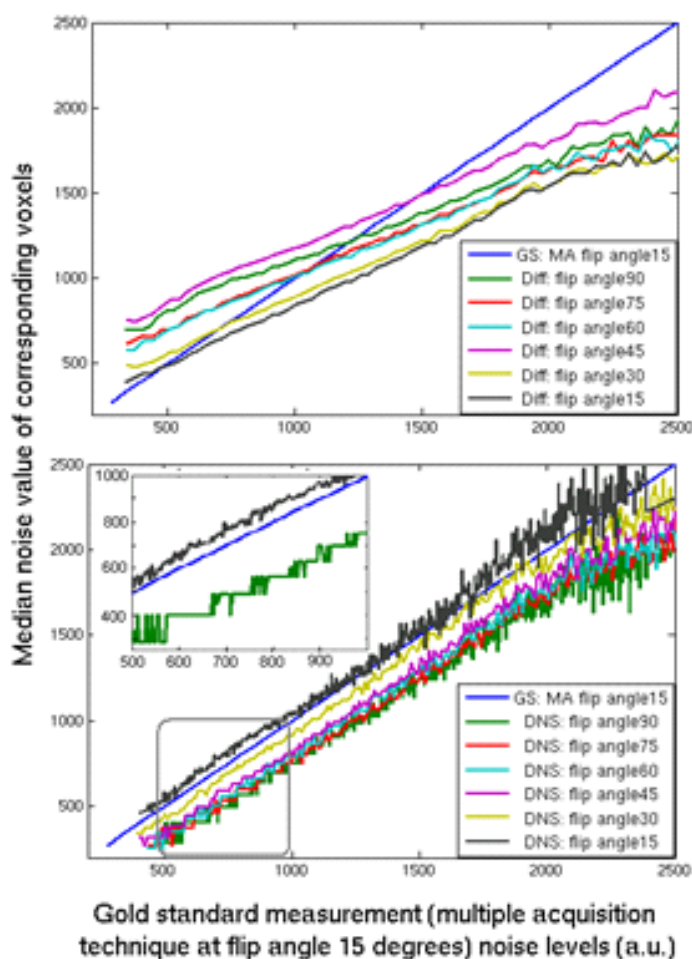 Median noise value of corresponding voxels
2500
2000
1500
1000
500
500 1000 1500 2000 2500
GS: MA flip angle15
Diff: flip angle90
Diff: flip angle75
Diff: flip angle60
Diff: flip angle45
Diff: flip angle30
Diff: flip angle15
2500
2000
1500
1000
500
500 1000 1500 2000 2500
1000
800
600
400
500 600 700 800 900
GS: MA flip angle15
DNS: flip angle90
DNS: flip angle75
DNS: flip angle60
DNS: flip angle45
DNS: flip angle30
DNS: flip angle15
Gold standard measurement (multiple acquisition
technique at flip angle 15 degrees) noise levels (a.u.)